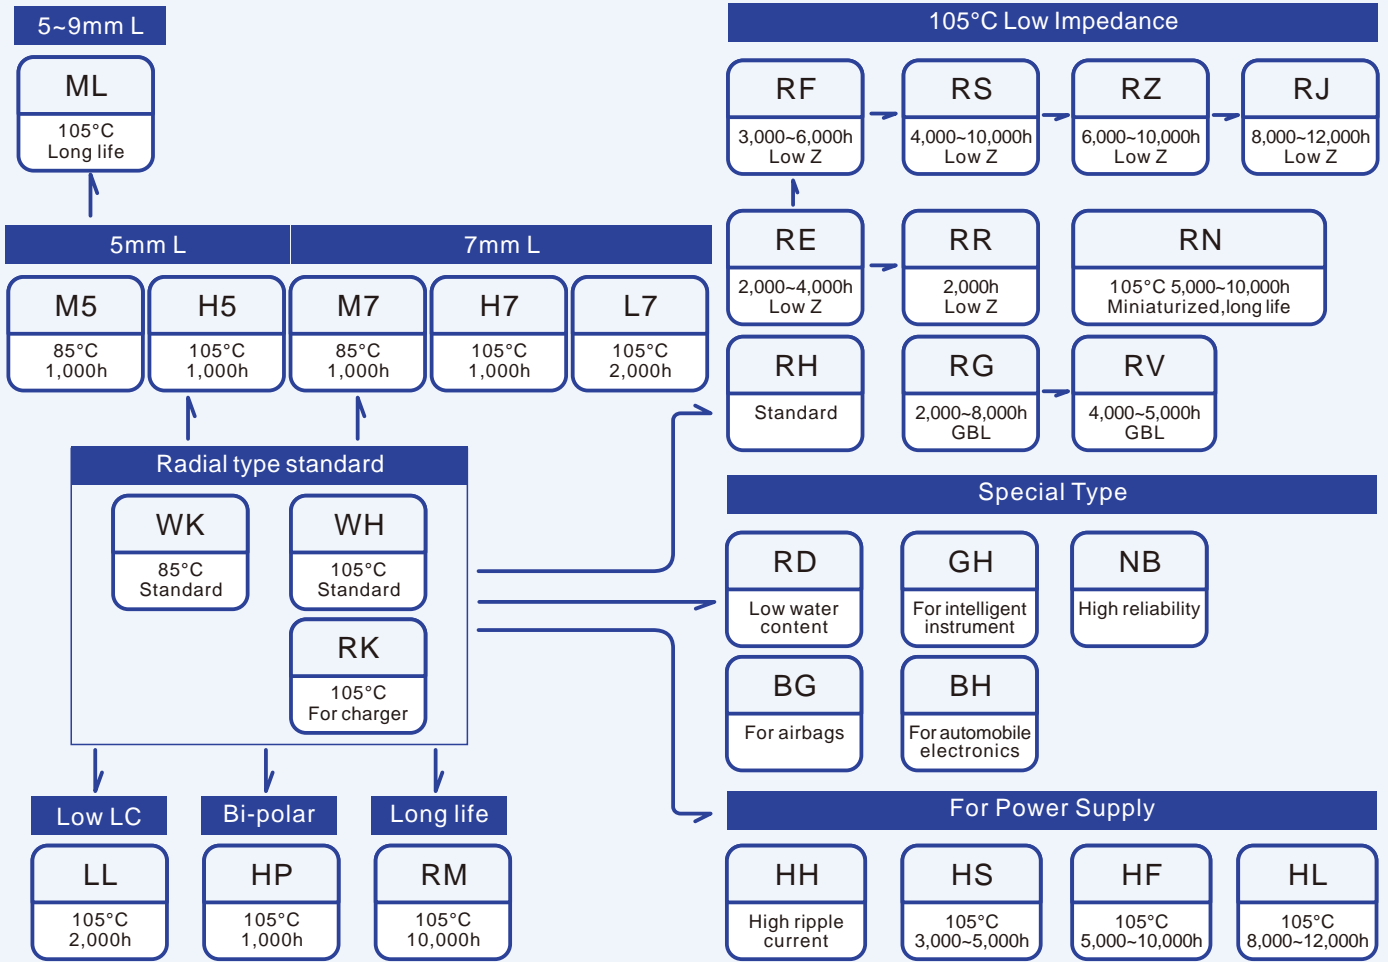 5~9mm L
ML
105°C
Long life
5mm L
7mm L
M5
85°C
1,000h
H5
105°C
1,000h
M7
85°C
1,000h
H7
105°C
1,000h
L7
105°C
2,000h
Radial type standard
WK
85°C
Standard
WH
105°C
Standard
RK
105°C
For charger
Low LC
LL
105°C
2,000h
Bi-polar
HP
105°C
1,000h
Long life
RM
105°C
10,000h
105°C Low Impedance
RF
3,000~6,000h
Low Z
RS
4,000~10,000h
Low Z
RZ
6,000~10,000h
Low Z
RJ
8,000~12,000h
Low Z
RE
2,000~4,000h
Low Z
RR
2,000h
Low Z
RN
105°C 5,000~10,000h
Miniaturized,long life
RH
Standard
RG
2,000~8,000h
GBL
RV
4,000~5,000h
GBL
Special Type
RD
Low water
content
GH
For intelligent
instrument
NB
High reliability
BG
For airbags
BH
For automobile
electronics
For Power Supply
HH
High ripple
current
HS
105°C
3,000~5,000h
HF
105°C
5,000~10,000h
HL
105°C
8,000~12,000h